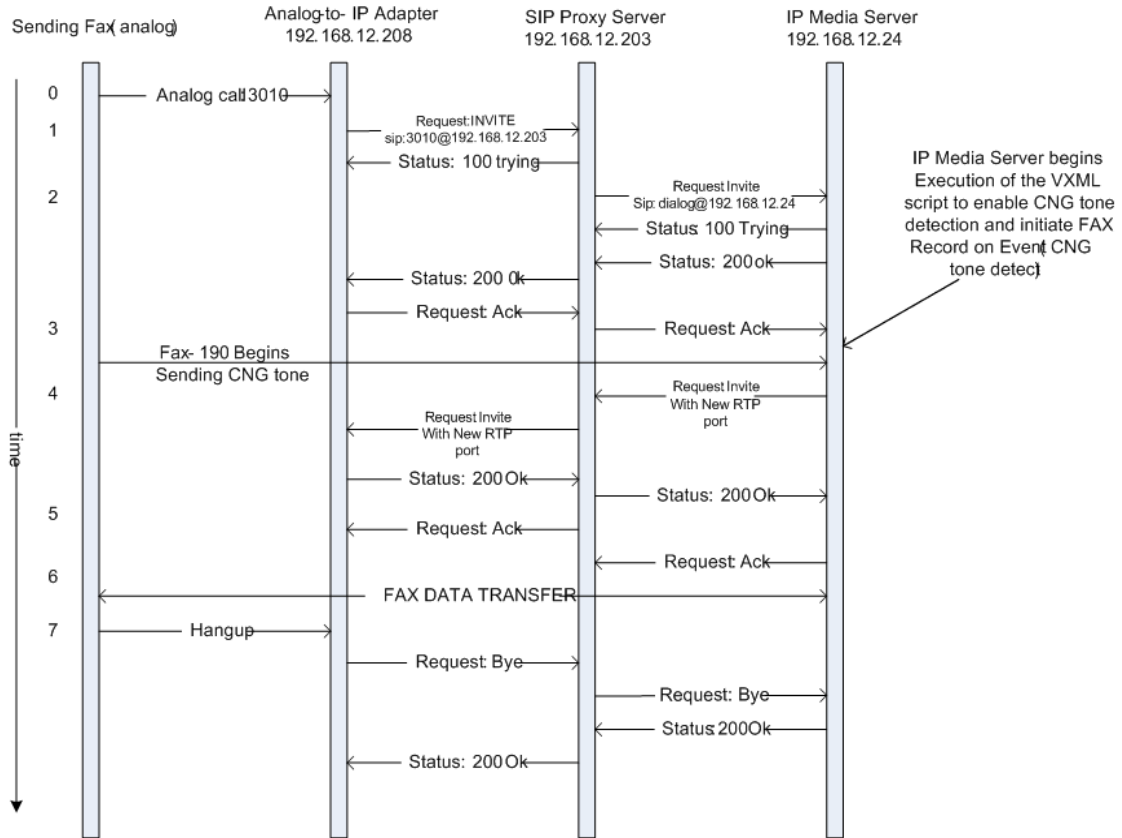 Sending Fax( analog)
Analog-to- IP Adapter
192.168.12.208
SIP Proxy Server
192.168.12.203
IP Media Server
192.168.12.24
0
Analog call3010
1
Request:INVITE
sip:3010@192.168.12.203
Status: 100 trying
2
Request Invite
Sip: dialog@192.168.12.24
Status: 100 Trying
Status: 200 ok
Status: 200 Ok
Request: Ack
3
Request: Ack
IP Media Server begins
Execution of the VXML
script to enable CNG tone
detection and initiate FAX
Record on Event( CNG
tone detect)
Fax- 190 Begins
Sending CNG tone
4
Request Invite
With New RTP
port
Request Invite
With New RTP
port
time
Status: 200 Ok
Status: 200 Ok
5
Request: Ack
Request: Ack
6
FAX DATA TRANSFER
7
Hangup
Request: Bye
Request: Bye
Status: 200 Ok
Status: 200 Ok